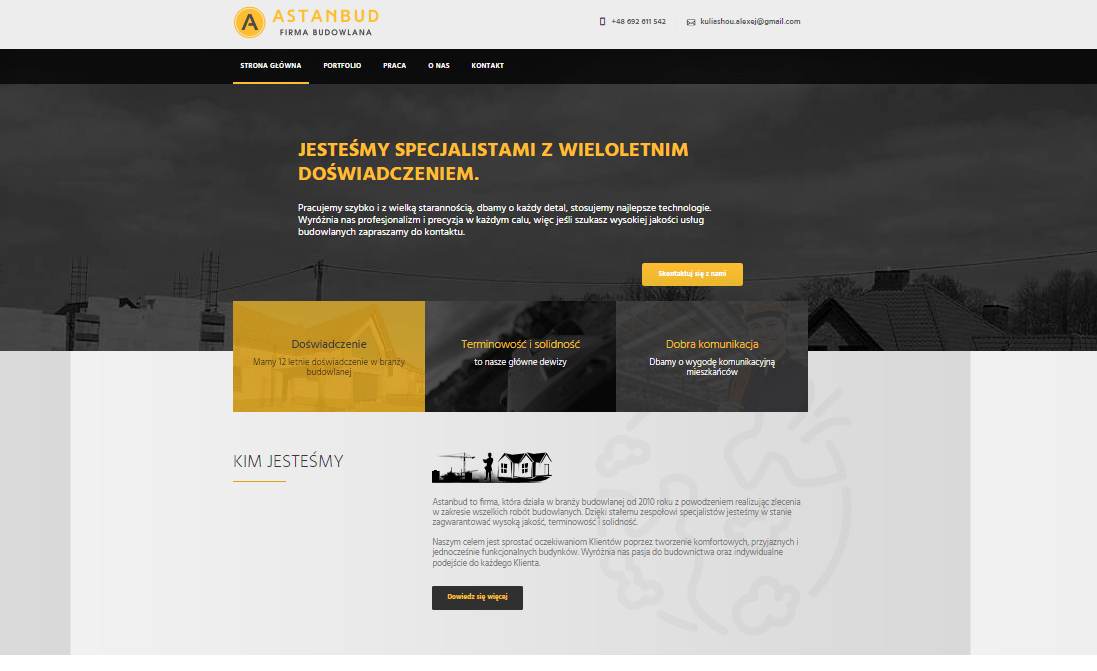 ASTANBUD
FIRMA BUDOWLANA
+48 692 611 542
kuliashou.alexej@gmail.com
STRONA GŁÓWNA
PORTFOLIO
PRACA
O NAS
KONTAKT
JESTEŚMY SPECJALISTAMI Z WIELOLETNIM
DOŚWIADCZENIEM.
Pracujemy szybko i z wielką starannością, dbamy o każdy detal, stosujemy najlepsze technologie.
Wyróżnia nas profesjonalizm i precyzja w każdym calu, więc jeśli szukasz wysokiej jakości usług
budowlanych zapraszamy do kontaktu.
Skontaktuj się z nami
Doświadczenie
Mamy 12 letnie doświadczenie w branży
budowlanej
Terminowość i solidność
to nasze główne dewizy
Dobra komunikacja
Dbamy o wygodę komunikacyjną
mieszkańców
KIM JESTEŚMY
Astanbud to firma, która działa w branży budowlanej od 2010 roku z powodzeniem realizując zlecenia
w zakresie wszelkich robót budowlanych. Dzięki stałemu zespołowi specjalistów jesteśmy w stanie
zagwarantować wysoką jakość, terminowość i solidność.
Naszym celem jest sprostać oczekiwaniom Klientów poprzez tworzenie komfortowych, przyjaznych i
jednocześnie funkcjonalnych budynków. Wyróżnia nas pasja do budownictwa oraz indywidualne
podejście do każdego Klienta.
Dowiedz się więcej